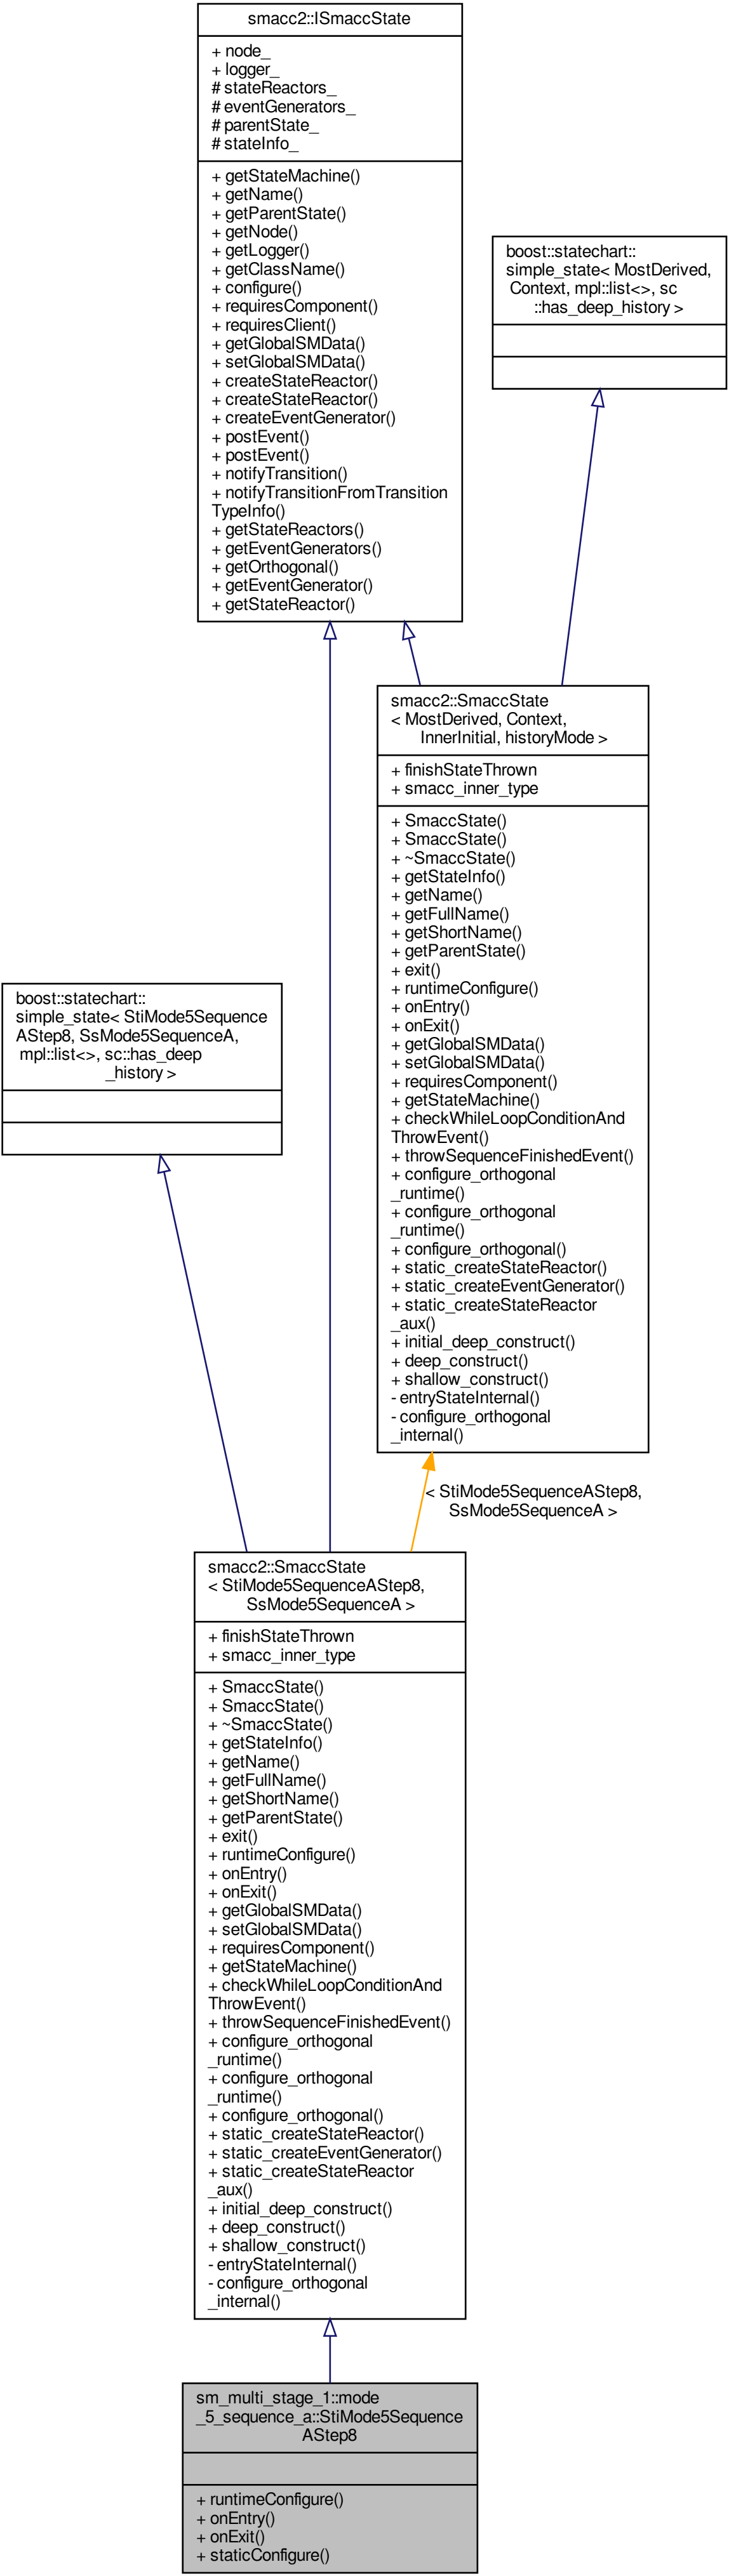 smacc2::ISmaccState
+ node_
+ logger_
# stateReactors_
# eventGenerators_
# parentState_
# stateInfo_
+ getStateMachine()
+ getName()
+ getParentState()
+ getNode()
+ getLogger()
+ getClassName()
+ configure()
+ requiresComponent()
+ requiresClient()
+ getGlobalSMData()
+ setGlobalSMData()
+ createStateReactor()
+ createStateReactor()
+ createEventGenerator()
+ postEvent()
+ postEvent()
+ notifyTransition()
+ notifyTransitionFromTransition
TypeInfo()
+ getStateReactors()
+ getEventGenerators()
+ getOrthogonal()
+ getEventGenerator()
+ getStateReactor()
boost::statechart::
simple_state< MostDerived,
Context, mpl::list<>, sc
::has_deep_history >
smacc2::SmaccState
< MostDerived, Context,
InnerInitial, historyMode >
+ finishStateThrown
+ smacc_inner_type
+ SmaccState()
+ SmaccState()
+ ~SmaccState()
+ getStateInfo()
+ getName()
+ getFullName()
+ getShortName()
+ getParentState()
+ exit()
+ runtimeConfigure()
+ onEntry()
+ onExit()
+ getGlobalSMData()
+ setGlobalSMData()
+ requiresComponent()
+ getStateMachine()
+ checkWhileLoopConditionAnd
ThrowEvent()
+ throwSequenceFinishedEvent()
+ configure_orthogonal
_runtime()
+ configure_orthogonal
_runtime()
+ configure_orthogonal()
+ static_createStateReactor()
+ static_createEventGenerator()
+ static_createStateReactor
_aux()
+ initial_deep_construct()
+ deep_construct()
+ shallow_construct()
- entryStateInternal()
- configure_orthogonal
_internal()
boost::statechart::
simple_state< StiMode5Sequence
AStep8, SsMode5SequenceA,
mpl::list<>, sc::has_deep
_history >
< StiMode5SequenceAStep8,
SsMode5SequenceA >
smacc2::SmaccState
< StiMode5SequenceAStep8,
SsMode5SequenceA >
+ finishStateThrown
+ smacc_inner_type
+ SmaccState()
+ SmaccState()
+ ~SmaccState()
+ getStateInfo()
+ getName()
+ getFullName()
+ getShortName()
+ getParentState()
+ exit()
+ runtimeConfigure()
+ onEntry()
+ onExit()
+ getGlobalSMData()
+ setGlobalSMData()
+ requiresComponent()
+ getStateMachine()
+ checkWhileLoopConditionAnd
ThrowEvent()
+ throwSequenceFinishedEvent()
+ configure_orthogonal
_runtime()
+ configure_orthogonal
_runtime()
+ configure_orthogonal()
+ static_createStateReactor()
+ static_createEventGenerator()
+ static_createStateReactor
_aux()
+ initial_deep_construct()
+ deep_construct()
+ shallow_construct()
- entryStateInternal()
- configure_orthogonal
_internal()
sm_multi_stage_1::mode
_5_sequence_a::StiMode5Sequence
AStep8
+ runtimeConfigure()
+ onEntry()
+ onExit()
+ staticConfigure()